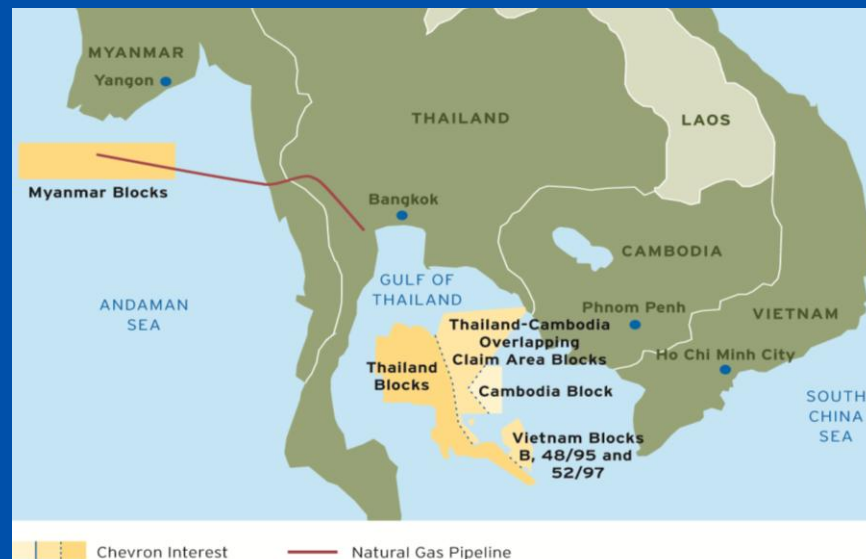 MYANMAR
Yangon
THAILAND
LAOS
Myanmar Blocks
Bangkok
CAMBODIA
GULF OF
THAILAND
ANDAMAN
SEA
Phnom Penh
VIETNAM
Thailand-Cambodia
Overlapping
Claim Area Blocks
Ho Chi Minh City
Thailand
Blocks
Cambodia Block
SOUTH
CHINA
SEA
Vietnam Blocks
B, 48/95 and
52/97
Chevron Interest
Natural Gas Pipeline